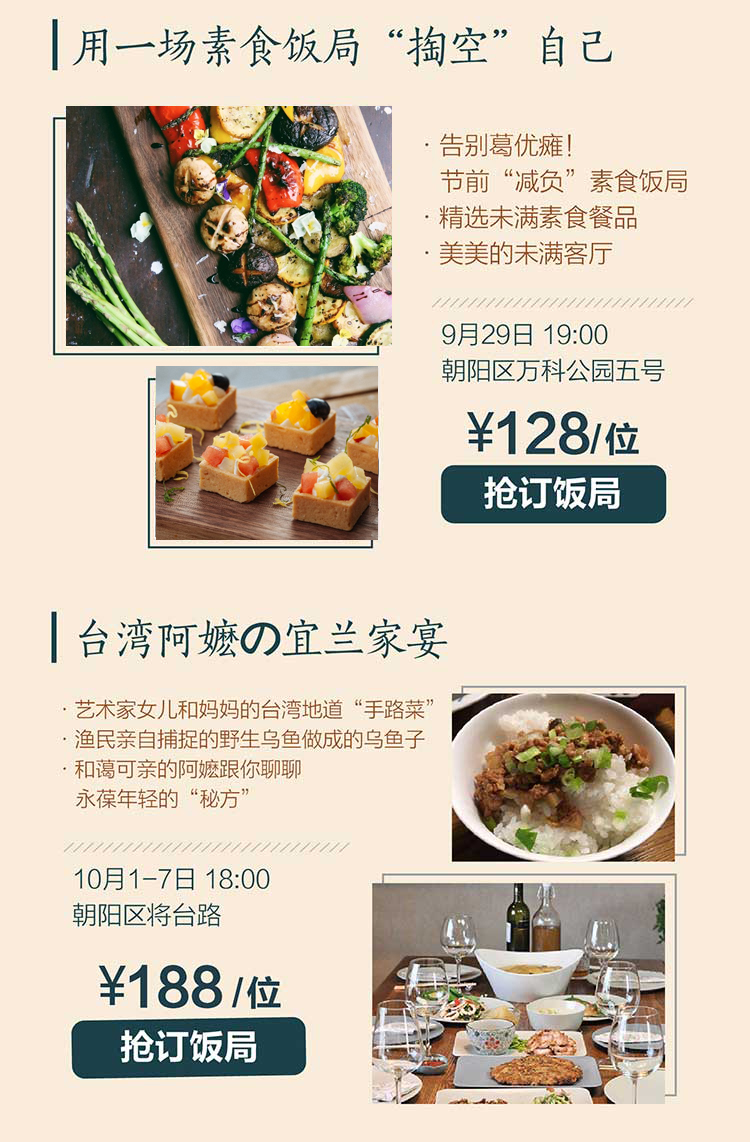 用一场素食饭局“掏空”自己
· 告别葛优瘫！
节前“减负”素食饭局
· 精选未满素食餐品
· 美美的未满客厅
9月29日 19:00
朝阳区万科公园五号
¥128/位
抢订饭局
台湾阿嬷の宜兰家宴
· 艺术家女儿和妈妈的台湾地道“手路菜”
· 渔民亲自捕捉的野生乌鱼做成的乌鱼子
· 和蔼可亲的阿嬷跟你聊聊
永葆年轻的“秘方”
10月1-7日 18:00
朝阳区将台路
¥188/位
抢订饭局